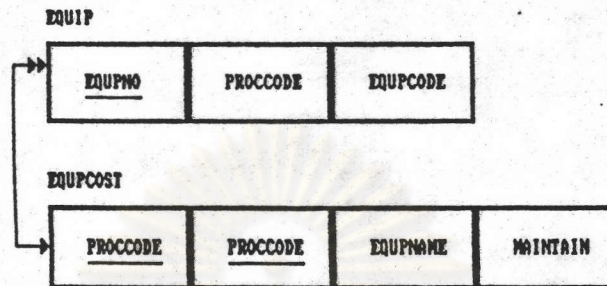 EQUIP
EQUPNO PROCCODE EQUPCODE
EQUPCOST
PROCCODE PROCCODE EQUPNAME MAINTAIN